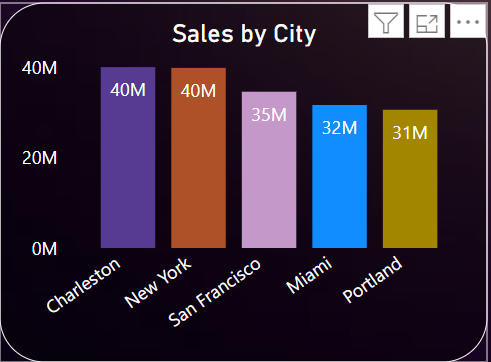 Sales by City
40M
20M
0M
40M
40M
35M
32M
31M
Charleston
New York
San Francisco
Miami
Portland